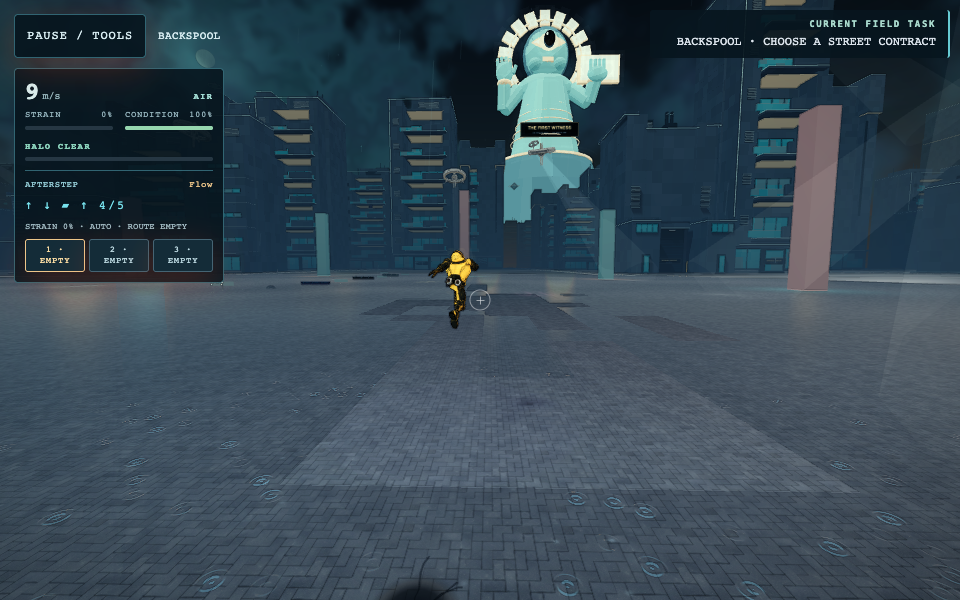 PAUSE / TOOLS
BACKSPOOL
CURRENT FIELD TASK
BACKSPOOL · CHOOSE A STREET CONTRACT
9 m/s
AIR
STRAIN 0%
CONDITION 100%
HALO CLEAR
AFTERSTEP
Flow
↑ ↓ ▰ ↑ 4/5
STRAIN 0% · AUTO · ROUTE EMPTY
1 · EMPTY
2 · EMPTY
3 · EMPTY
THE FIRST WITNESS